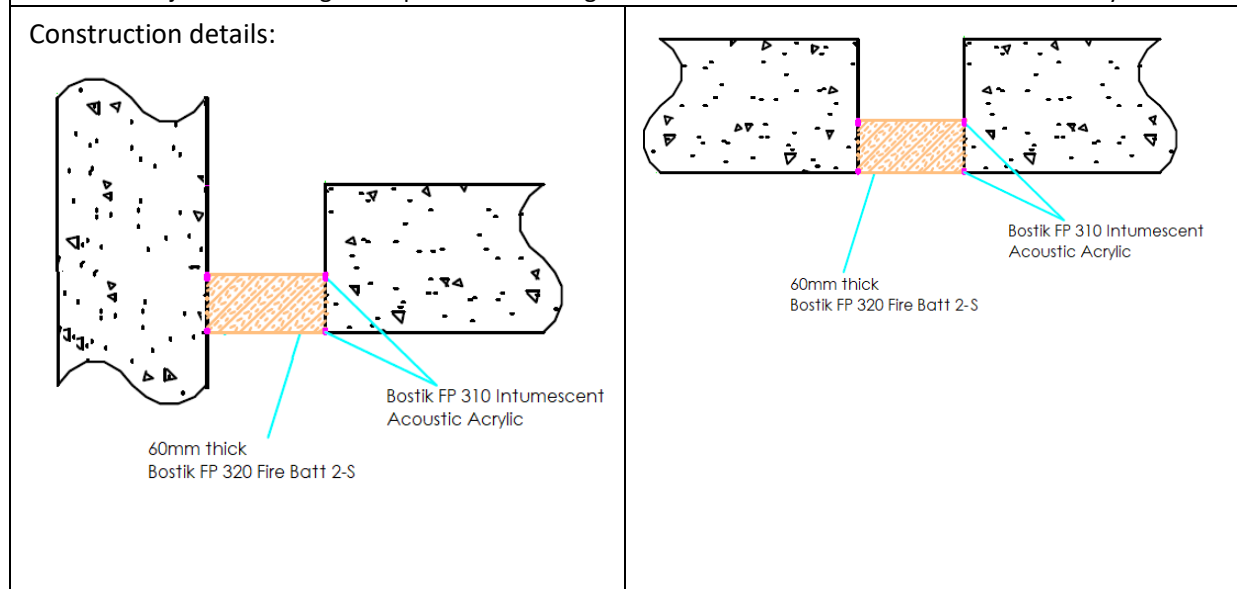 Construction details:
Bostik FP 310 Intumescent
Acoustic Acrylic
60mm thick
Bostik FP 320 Fire Batt 2-S
Bostik FP 310 Intumescent
Acoustic Acrylic
60mm thick
Bostik FP 320 Fire Batt 2-S